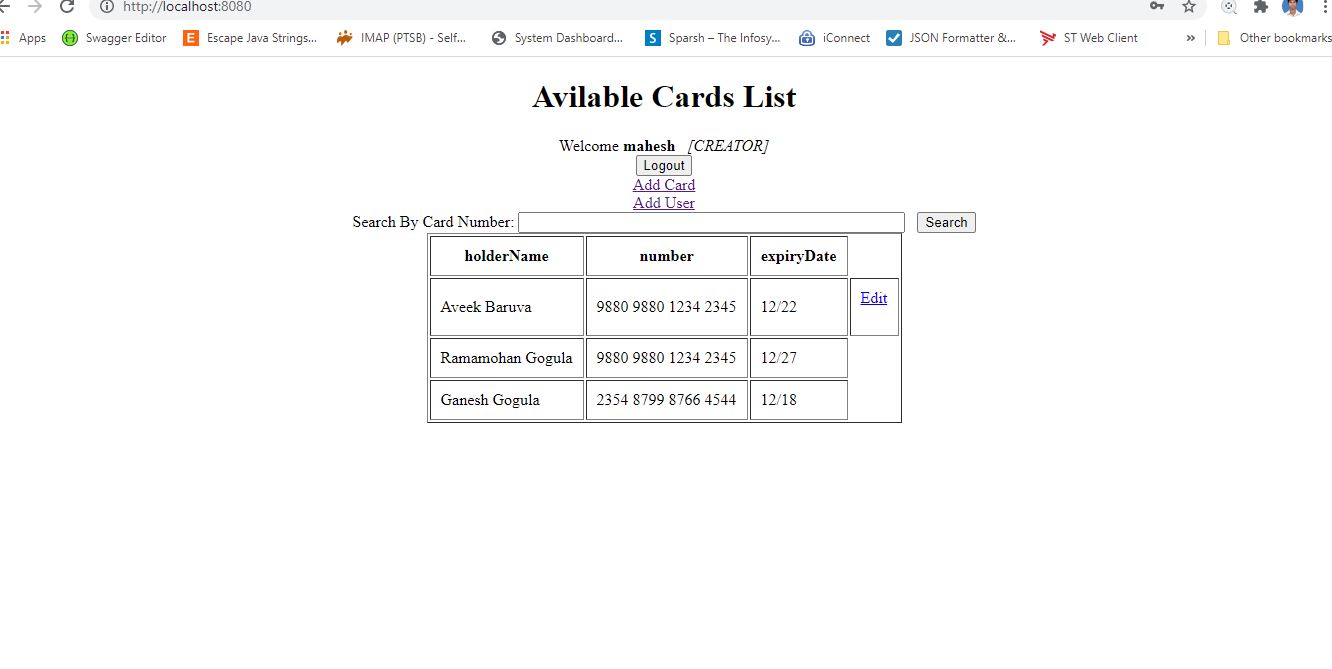 http://localhost:8080
Apps Swagger Editor Escape Java Strings... IMAP (PTSB) - Self... System Dashboard... Sparsh – The Infosy... iConnect JSON Formatter &... ST Web Client » Other bookmarks
Avilable Cards List
Welcome mahesh [CREATOR]
Logout
Add Card
Add User
Search By Card Number: Search
holderName number expiryDate
Aveek Baruva 9880 9880 1234 2345 12/22 Edit
Ramamohan Gogula 9880 9880 1234 2345 12/27
Ganesh Gogula 2354 8799 8766 4544 12/18